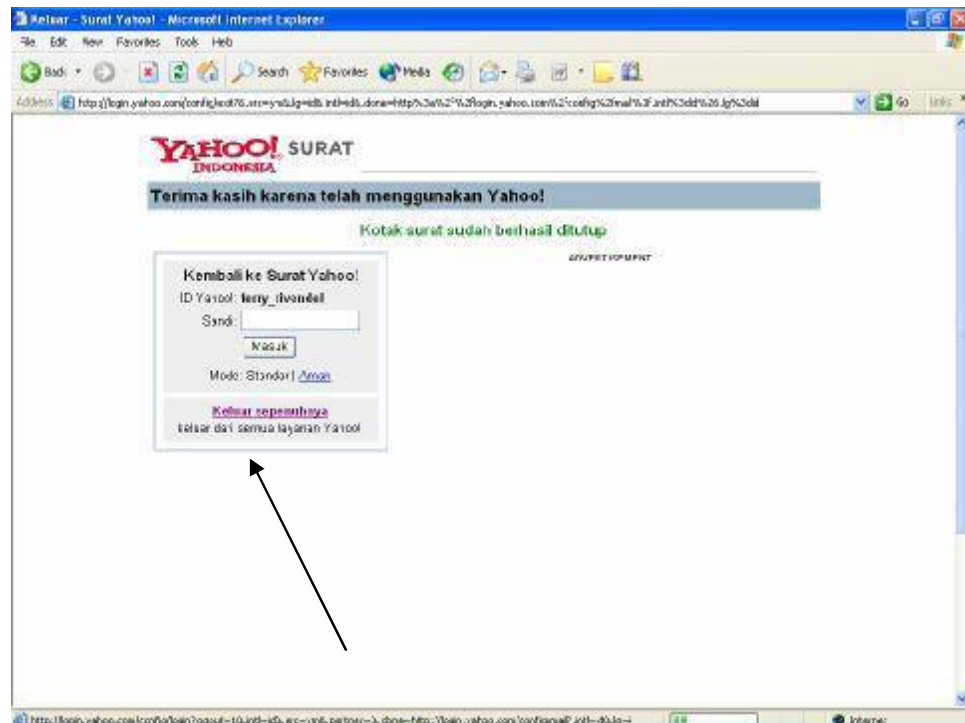 Keluar - Surat Yahoo! - Microsoft Internet Explorer
File Edit View Favorites Tools Help
Back Search Favorites Media
Address Go Links
YAHOO! SURAT
INDONESIA
Terima kasih karena telah menggunakan Yahoo!
Kotak surat sudah berhasil ditutup
ADVERTISEMENT
Kembali ke Surat Yahoo!
ID Yahoo!:
Sandi:
Masuk
Mode: Standar | Aman
Keluar sepenuhnya
keluar dari semua layanan Yahoo!
Internet